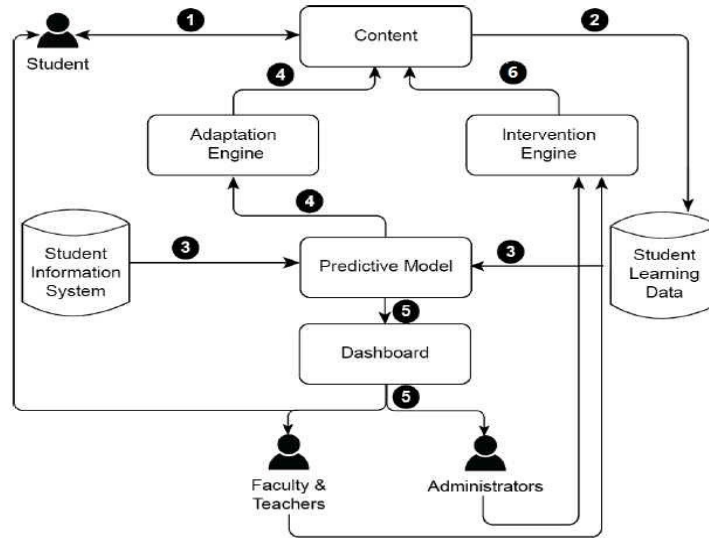 1
Content
2
Student
4
6
Adaptation
Engine
Intervention
Engine
4
Student
Information
System
3
Predictive Model
3
Student
Learning
Data
5
Dashboard
5
Faculty &
Teachers
Administrators